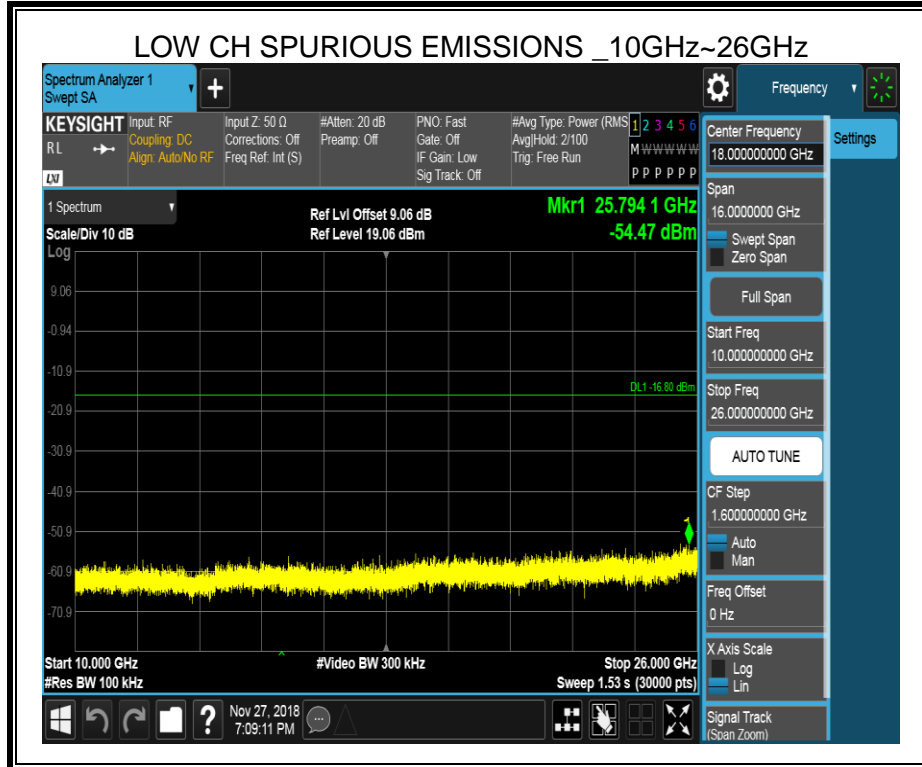 LOW CH SPURIOUS EMISSIONS _10GHz~26GHz
Spectrum Analyzer 1
Swept SA
+
Frequency
KEYSIGHT
RL
LXI
Input: RF
Coupling: DC
Align: Auto/No RF
Input Z: 50 Ω
Corrections: Off
Freq Ref: Int (S)
#Atten: 20 dB
Preamp: Off
PNO: Fast
Gate: Off
IF Gain: Low
Sig Track: Off
#Avg Type: Power (RMS
Avg|Hold: 2/100
Trig: Free Run
1 2 3 4 5 6
M W W W W W
P P P P P P
1 Spectrum
Scale/Div 10 dB
Log
Ref Lvl Offset 9.06 dB
Ref Level 19.06 dBm
Mkr1 25.794 1 GHz
-54.47 dBm
9.06
-0.94
-10.9
DL1 -16.80 dBm
-20.9
-30.9
-40.9
-50.9
1
-60.9
-70.9
Start 10.000 GHz
#Res BW 100 kHz
#Video BW 300 kHz
Stop 26.000 GHz
Sweep 1.53 s (30000 pts)
Center Frequency
18.000000000 GHz
Settings
Span
16.0000000 GHz
Swept Span
Zero Span
Full Span
Start Freq
10.000000000 GHz
Stop Freq
26.000000000 GHz
AUTO TUNE
CF Step
1.600000000 GHz
Auto
Man
Freq Offset
0 Hz
X Axis Scale
Log
Lin
Signal Track
(Span Zoom)
?
Nov 27, 2018
7:09:11 PM